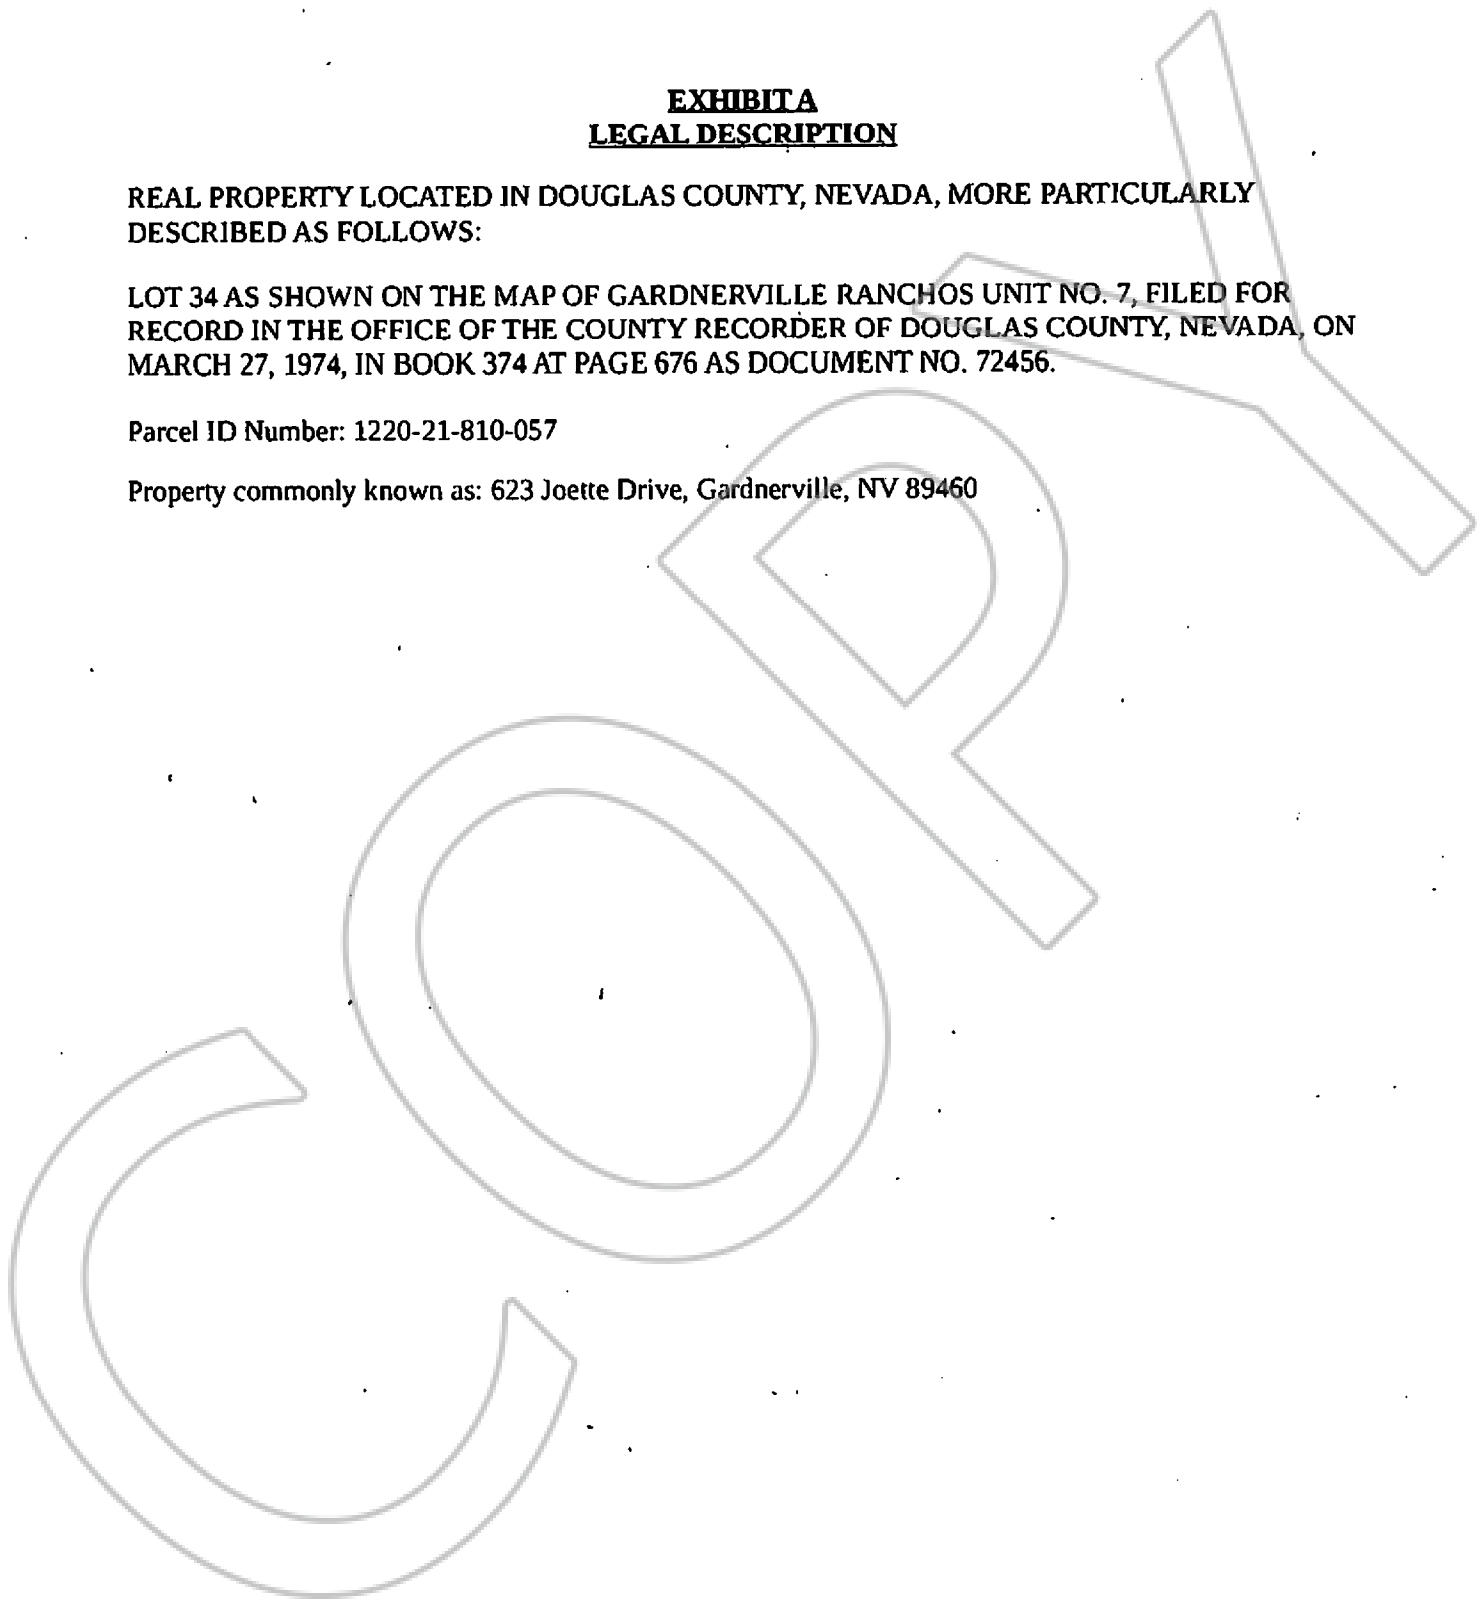 EXHIBIT A
LEGAL DESCRIPTION
REAL PROPERTY LOCATED IN DOUGLAS COUNTY, NEVADA, MORE PARTICULARLY
DESCRIBED AS FOLLOWS:
LOT 34 AS SHOWN ON THE MAP OF GARDNERVILLE RANCHOS UNIT NO. 7, FILED FOR
RECORD IN THE OFFICE OF THE COUNTY RECORDER OF DOUGLAS COUNTY, NEVADA, ON
MARCH 27, 1974, IN BOOK 374 AT PAGE 676 AS DOCUMENT NO. 72456.
Parcel ID Number: 1220-21-810-057
Property commonly known as: 623 Joette Drive, Gardnerville, NV 89460
COPY